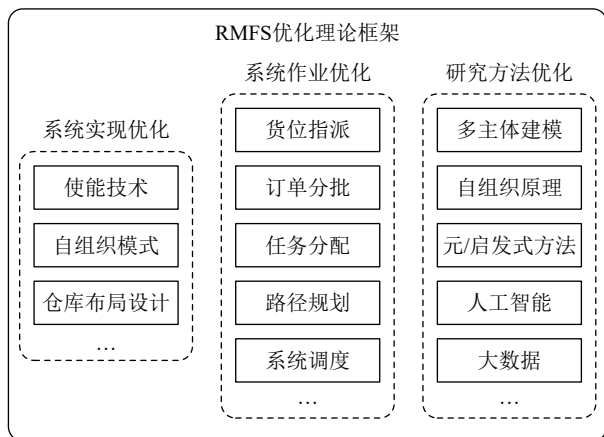 RMFS优化理论框架
系统实现优化
使能技术
自组织模式
仓库布局设计
…
系统作业优化
货位指派
订单分批
任务分配
路径规划
系统调度
…
研究方法优化
多主体建模
自组织原理
元/启发式方法
人工智能
大数据
…